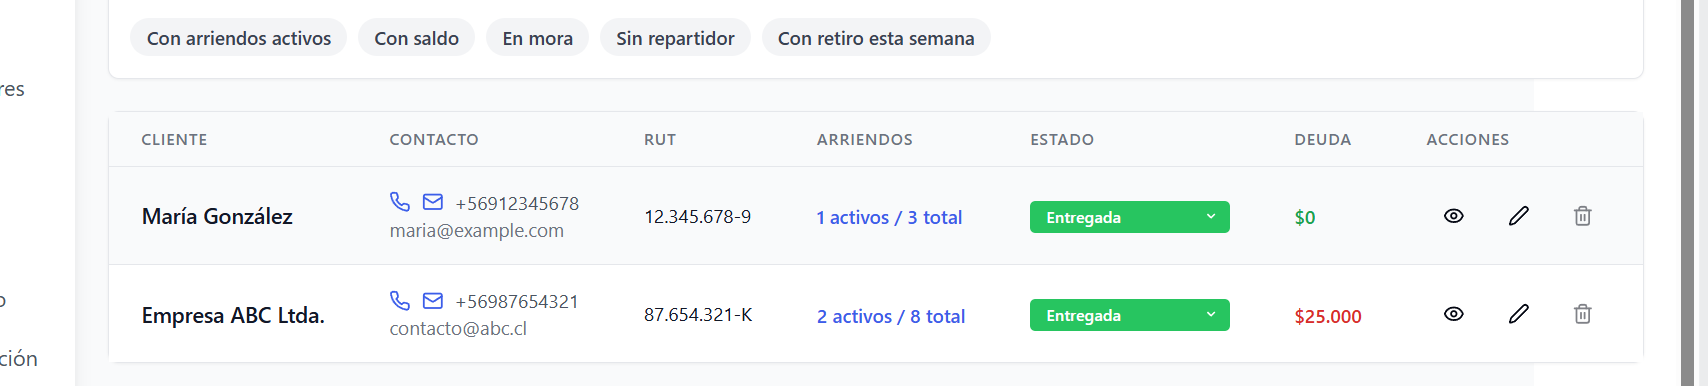 Con arriendos activos Con saldo En mora Sin repartidor Con retiro esta semana
res
CLIENTE CONTACTO RUT ARRIENDOS ESTADO DEUDA ACCIONES
María González +56912345678 maria@example.com 12.345.678-9 1 activos / 3 total Entregada $0
o
Empresa ABC Ltda. +56987654321 contacto@abc.cl 87.654.321-K 2 activos / 8 total Entregada $25.000
ción